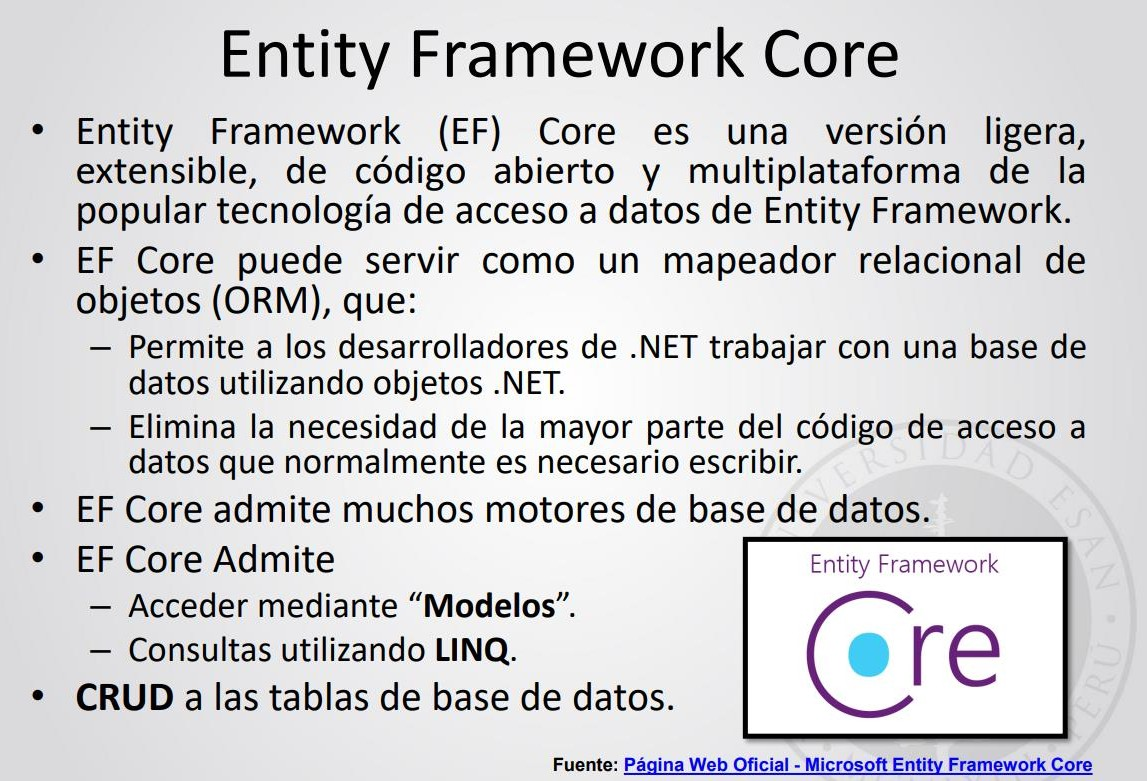 Entity Framework Core
• Entity Framework (EF) Core es una versión ligera,
extensible, de código abierto y multiplataforma de la
popular tecnología de acceso a datos de Entity Framework.
• EF Core puede servir como un mapeador relacional de
objetos (ORM), que:
– Permite a los desarrolladores de .NET trabajar con una base de
datos utilizando objetos .NET.
– Elimina la necesidad de la mayor parte del código de acceso a
datos que normalmente es necesario escribir.
• EF Core admite muchos motores de base de datos.
• EF Core Admite
– Acceder mediante “Modelos”.
– Consultas utilizando LINQ.
• CRUD a las tablas de base de datos.
Entity Framework
Core
Fuente: Página Web Oficial - Microsoft Entity Framework Core
VERSIDAD ESAN • PERÚ